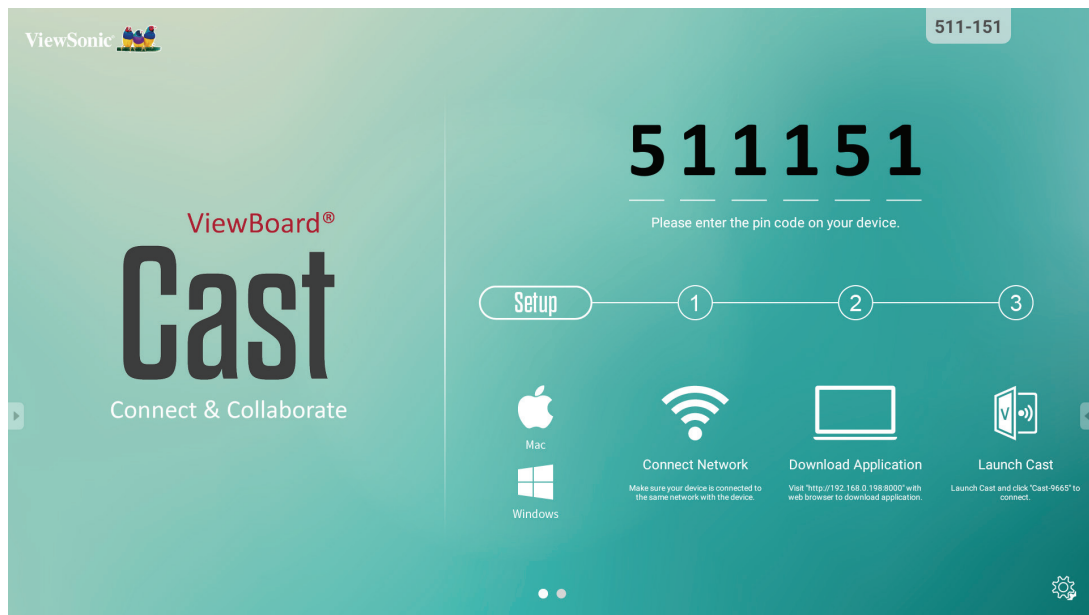 ViewSonic®
511-151
511151
Please enter the pin code on your device.
ViewBoard®
Cast
Connect & Collaborate
Setup
1
2
3
Mac
Windows
Connect Network
Make sure your device is connected to
the same network with the device.
Download Application
Visit "http://192.168.0.198:8000" with
web browser to download application.
Launch Cast
Launch Cast and click "Cast-9665" to
connect.
V